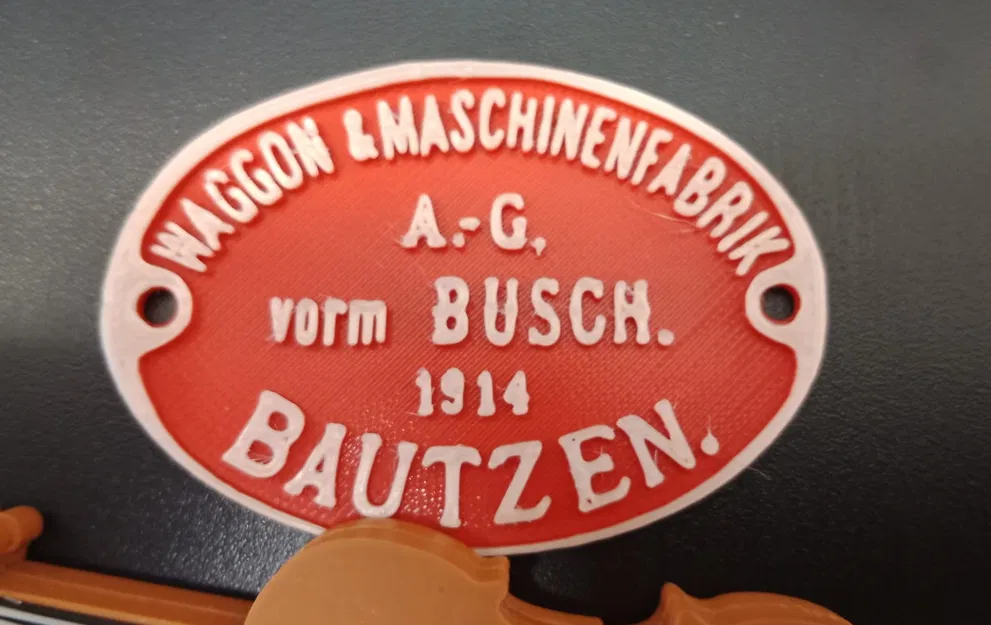 WAGGON & MASCHINENFABRIK
A.-G,
vorm BUSCH.
1914
BAUTZEN.